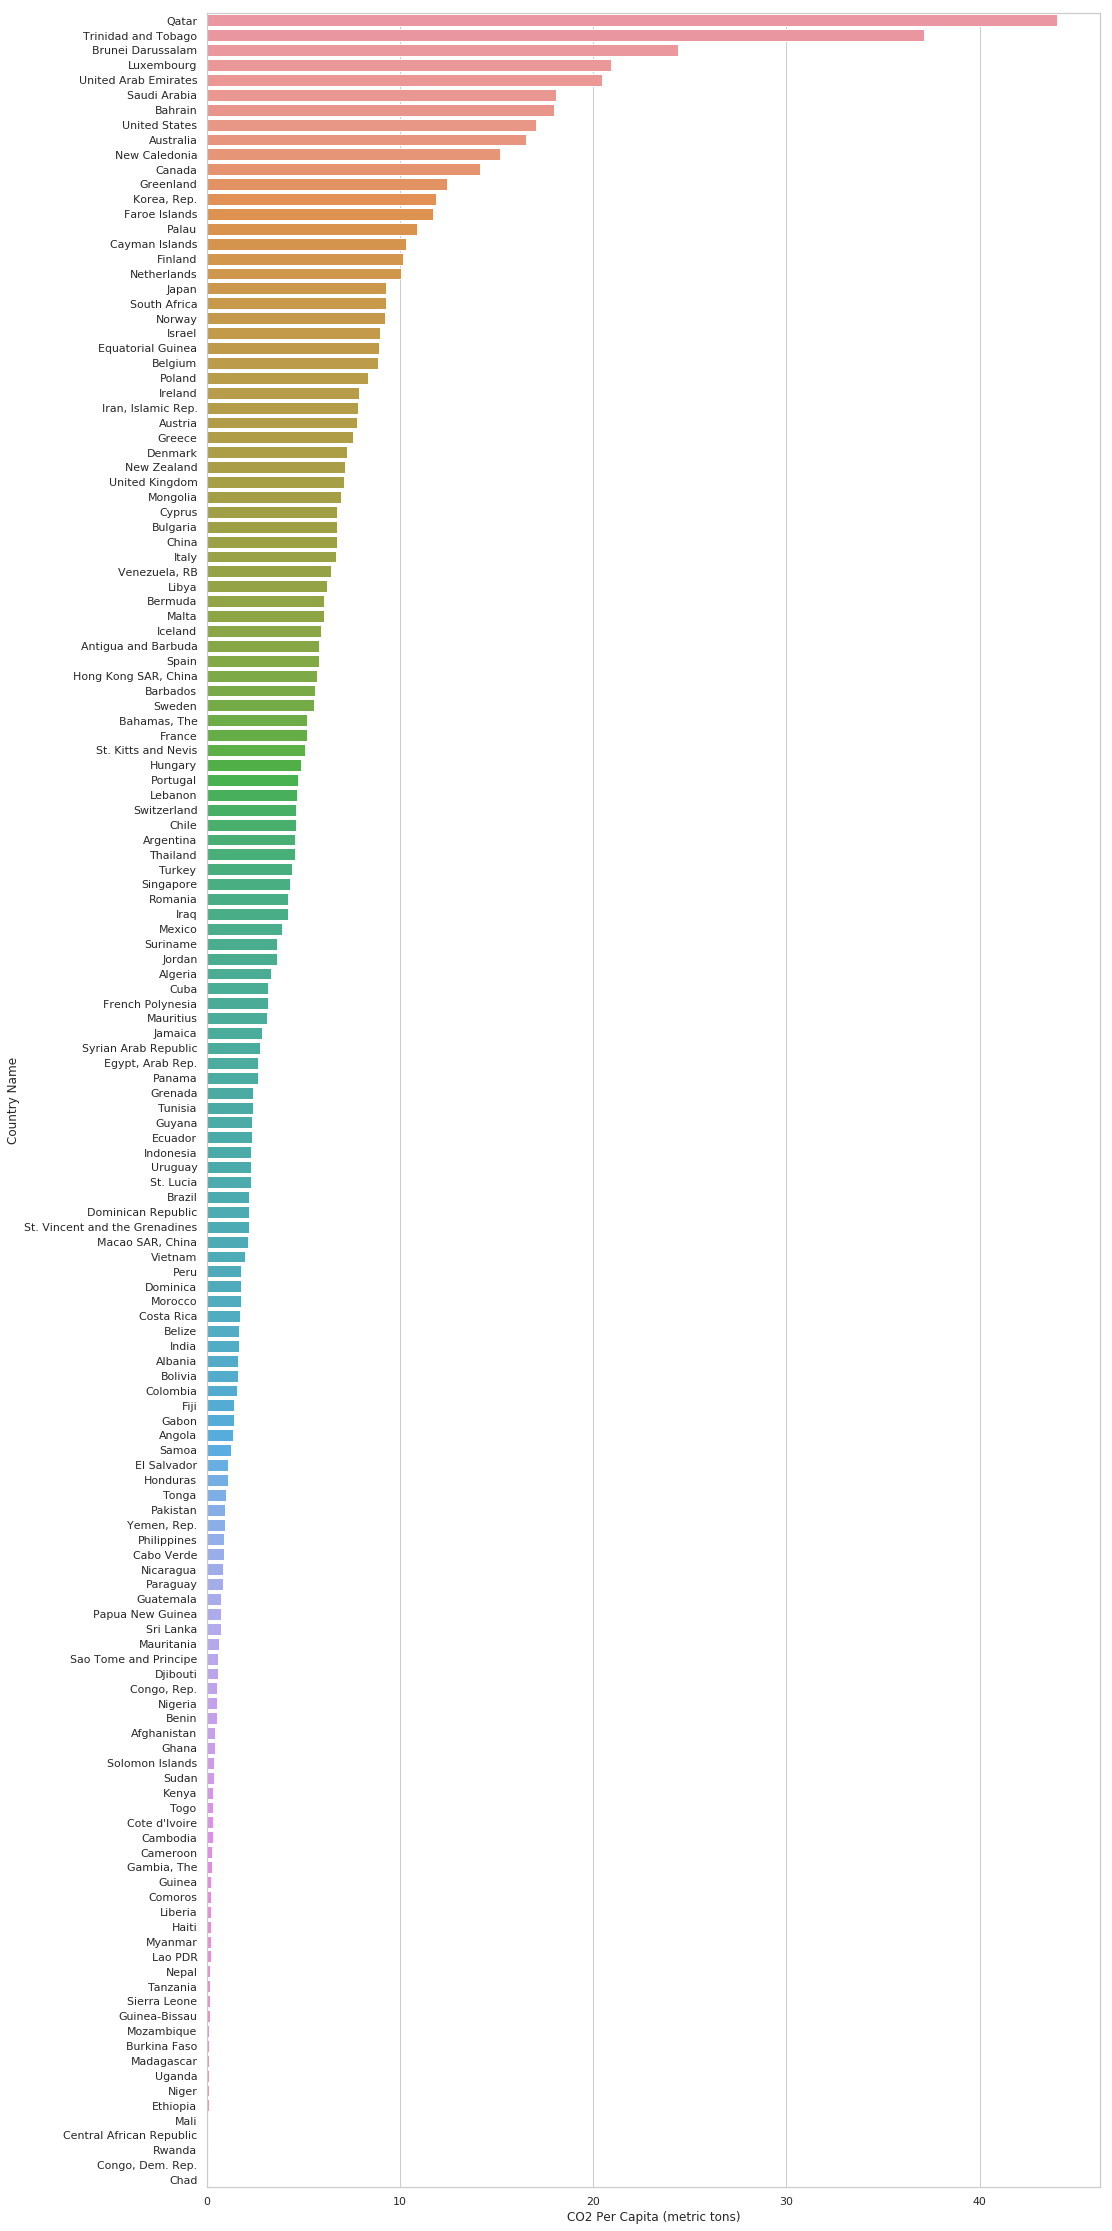 Qatar
Trinidad and Tobago
Brunei Darussalam
Luxembourg
United Arab Emirates
Saudi Arabia
Bahrain
United States
Australia
New Caledonia
Canada
Greenland
Korea, Rep.
Faroe Islands
Palau
Cayman Islands
Finland
Netherlands
Japan
South Africa
Norway
Israel
Equatorial Guinea
Belgium
Poland
Ireland
Iran, Islamic Rep.
Austria
Greece
Denmark
New Zealand
United Kingdom
Mongolia
Cyprus
Bulgaria
China
Italy
Venezuela, RB
Libya
Bermuda
Malta
Iceland
Antigua and Barbuda
Spain
Hong Kong SAR, China
Barbados
Sweden
Bahamas, The
France
St. Kitts and Nevis
Hungary
Portugal
Lebanon
Switzerland
Chile
Argentina
Thailand
Turkey
Singapore
Romania
Iraq
Mexico
Suriname
Jordan
Algeria
Cuba
French Polynesia
Mauritius
Jamaica
Syrian Arab Republic
Egypt, Arab Rep.
Panama
Grenada
Tunisia
Guyana
Ecuador
Indonesia
Uruguay
St. Lucia
Brazil
Dominican Republic
St. Vincent and the Grenadines
Macao SAR, China
Vietnam
Peru
Dominica
Morocco
Costa Rica
Belize
India
Albania
Bolivia
Colombia
Fiji
Gabon
Angola
Samoa
El Salvador
Honduras
Tonga
Pakistan
Yemen, Rep.
Philippines
Cabo Verde
Nicaragua
Paraguay
Guatemala
Papua New Guinea
Sri Lanka
Mauritania
Sao Tome and Principe
Djibouti
Congo, Rep.
Nigeria
Benin
Afghanistan
Ghana
Solomon Islands
Sudan
Kenya
Togo
Cote d'Ivoire
Cambodia
Cameroon
Gambia, The
Guinea
Comoros
Liberia
Haiti
Myanmar
Lao PDR
Nepal
Tanzania
Sierra Leone
Guinea-Bissau
Mozambique
Burkina Faso
Madagascar
Uganda
Niger
Ethiopia
Mali
Central African Republic
Rwanda
Congo, Dem. Rep.
Chad
Country Name
0 10 20 30 40
CO2 Per Capita (metric tons)